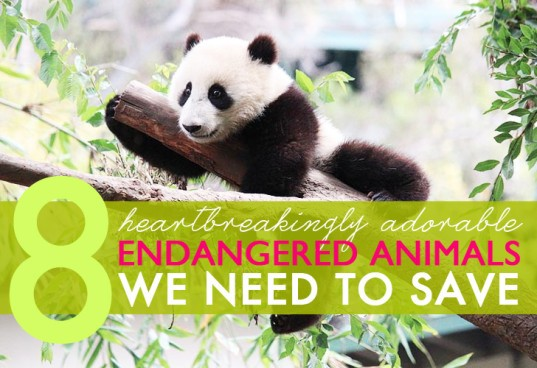 8
heartbreakingly adorable
ENDANGERED ANIMALS
WE NEED TO SAVE